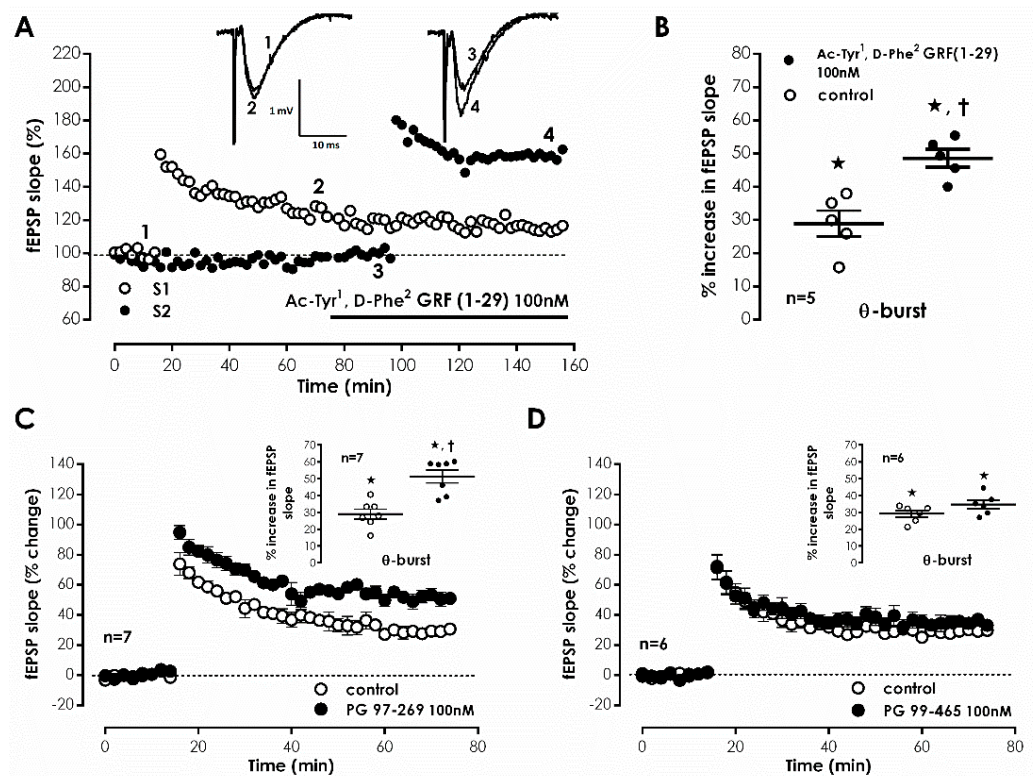 A
220
200
180
160
140
120
100
80
60
fEPSP slope (%)
1
2
1 mV
10 ms
3
4
4
2
1
3
S1
S2
Ac-Tyr¹, D-Phe² GRF (1-29) 100nM
0 20 40 60 80 100 120 140 160
Time (min)
B
80
70
60
50
40
30
20
10
0
% increase in fEPSP slope
Ac-Tyr¹, D-Phe² GRF(1-29)
100nM
control
★, †
★
n=5
θ-burst
C
140
120
100
80
60
40
20
0
-20
fEPSP slope (% change)
70
60
50
40
30
20
10
0
% increase in fEPSP
slope
n=7
★, †
★
θ-burst
n=7
control
PG 97-269 100nM
0 20 40 60 80
Time (min)
D
140
120
100
80
60
40
20
0
-20
fEPSP slope (% change)
70
60
50
40
30
20
10
0
% increase in fEPSP
slope
n=6
★
★
θ-burst
n=6
control
PG 99-465 100nM
0 20 40 60 80
Time (min)